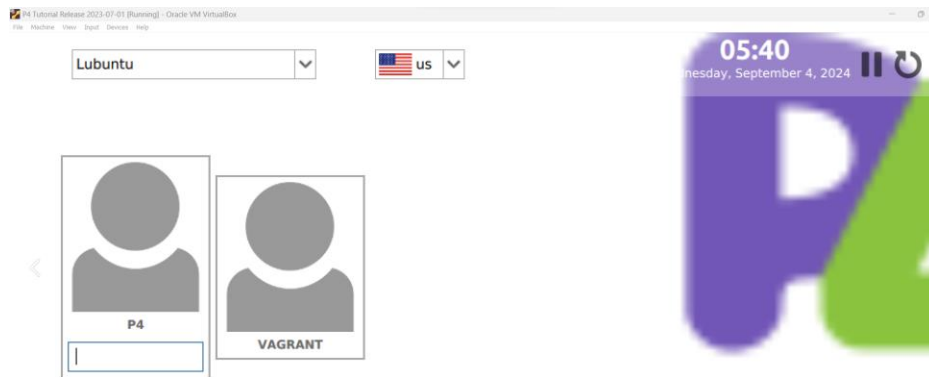 P4 Tutorial Release 2023-07-01 [Running] - Oracle VM VirtualBox
File Machine View Input Devices Help
Lubuntu
us
05:40
nesday, September 4, 2024
P4
VAGRANT
P4